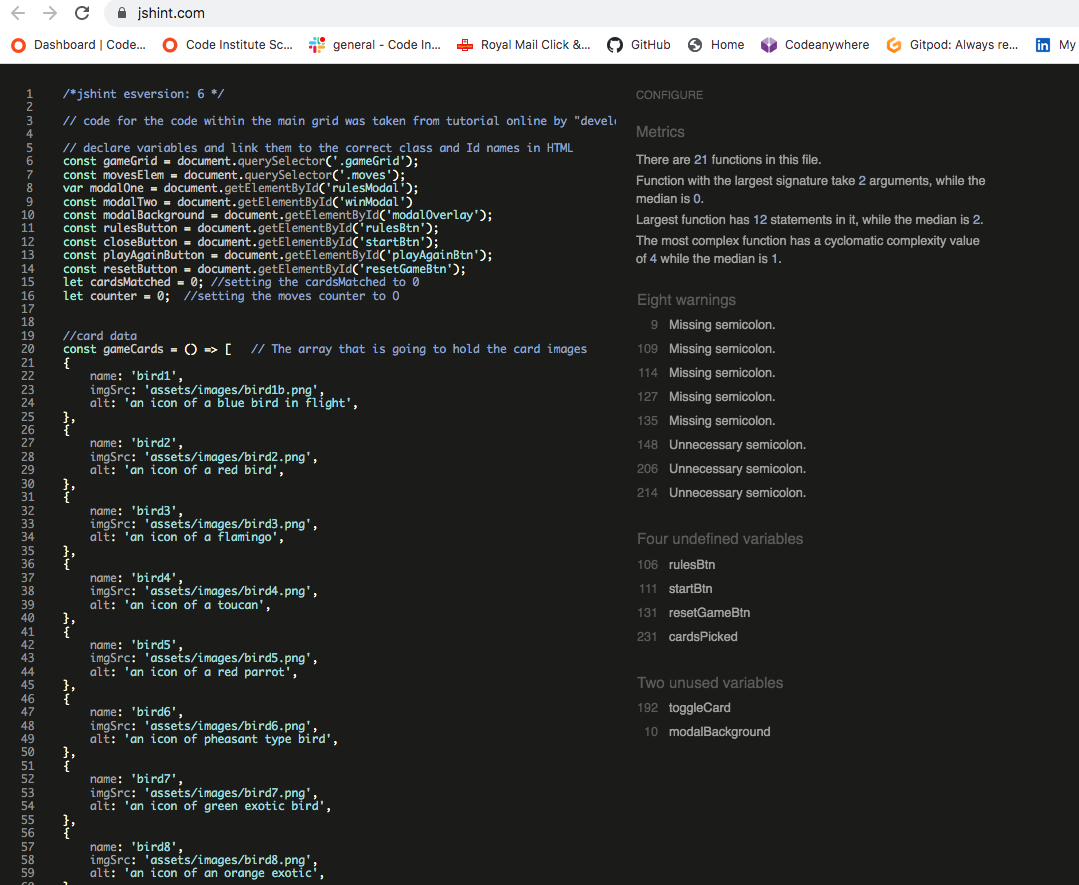 jshint.com
Dashboard | Code... Code Institute Sc... general - Code In... Royal Mail Click &... GitHub Home Codeanywhere Gitpod: Always re... My
1 /*jshint esversion: 6 */
2
3 // code for the code within the main grid was taken from tutorial online by "devel
4
5 // declare variables and link them to the correct class and Id names in HTML
6 const gameGrid = document.querySelector('.gameGrid');
7 const movesElem = document.querySelector('.moves');
8 var modalOne = document.getElementById('rulesModal');
9 const modalTwo = document.getElementById('winModal')
10 const modalBackground = document.getElementById('modalOverlay');
11 const rulesButton = document.getElementById('rulesBtn');
12 const closeButton = document.getElementById('startBtn');
13 const playAgainButton = document.getElementById('playAgainBtn');
14 const resetButton = document.getElementById('resetGameBtn');
15 let cardsMatched = 0; //setting the cardsMatched to 0
16 let counter = 0; //setting the moves counter to O
17
18
19 //card data
20 const gameCards = () => [ // The array that is going to hold the card images
21 {
22 name: 'bird1',
23 imgSrc: 'assets/images/bird1b.png',
24 alt: 'an icon of a blue bird in flight',
25 },
26 {
27 name: 'bird2',
28 imgSrc: 'assets/images/bird2.png',
29 alt: 'an icon of a red bird',
30 },
31 {
32 name: 'bird3',
33 imgSrc: 'assets/images/bird3.png',
34 alt: 'an icon of a flamingo',
35 },
36 {
37 name: 'bird4',
38 imgSrc: 'assets/images/bird4.png',
39 alt: 'an icon of a toucan',
40 },
41 {
42 name: 'bird5',
43 imgSrc: 'assets/images/bird5.png',
44 alt: 'an icon of a red parrot',
45 },
46 {
47 name: 'bird6',
48 imgSrc: 'assets/images/bird6.png',
49 alt: 'an icon of pheasant type bird',
50 },
51 {
52 name: 'bird7',
53 imgSrc: 'assets/images/bird7.png',
54 alt: 'an icon of green exotic bird',
55 },
56 {
57 name: 'bird8',
58 imgSrc: 'assets/images/bird8.png',
59 alt: 'an icon of an orange exotic',
CONFIGURE
Metrics
There are 21 functions in this file.
Function with the largest signature take 2 arguments, while the
median is 0.
Largest function has 12 statements in it, while the median is 2.
The most complex function has a cyclomatic complexity value
of 4 while the median is 1.
Eight warnings
9 Missing semicolon.
109 Missing semicolon.
114 Missing semicolon.
127 Missing semicolon.
135 Missing semicolon.
148 Unnecessary semicolon.
206 Unnecessary semicolon.
214 Unnecessary semicolon.
Four undefined variables
106 rulesBtn
111 startBtn
131 resetGameBtn
231 cardsPicked
Two unused variables
192 toggleCard
10 modalBackground